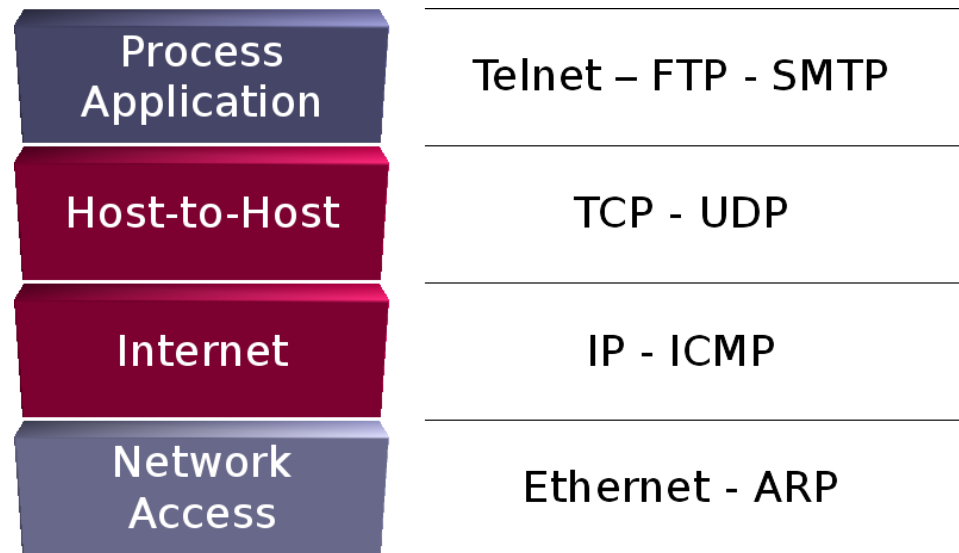 Process
Application
Telnet – FTP - SMTP
Host-to-Host
TCP - UDP
Internet
IP - ICMP
Network
Access
Ethernet - ARP